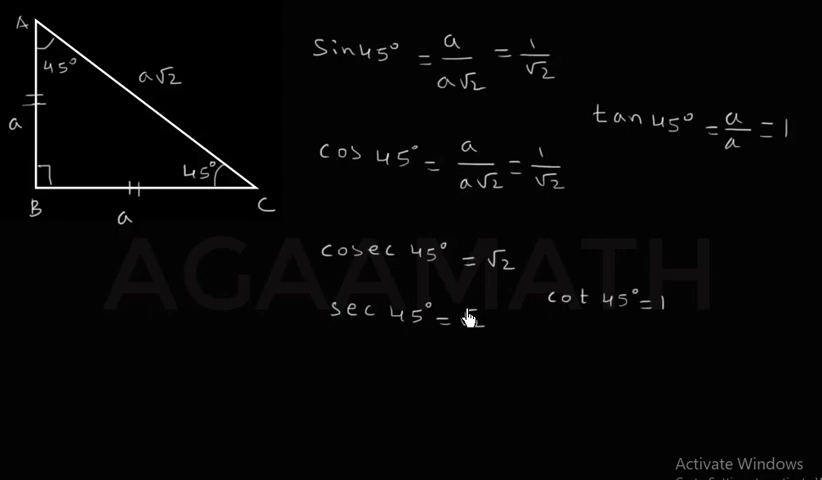 A
45°
a√2
a
45°
B
a
C
Sin45° = a/a√2 = 1/√2
tan45° = a/a = 1
cos 45° = a/a√2 = 1/√2
cosec 45° = √2
sec 45° = √2
cot 45° = 1
AGAAMATH
Activate Windows